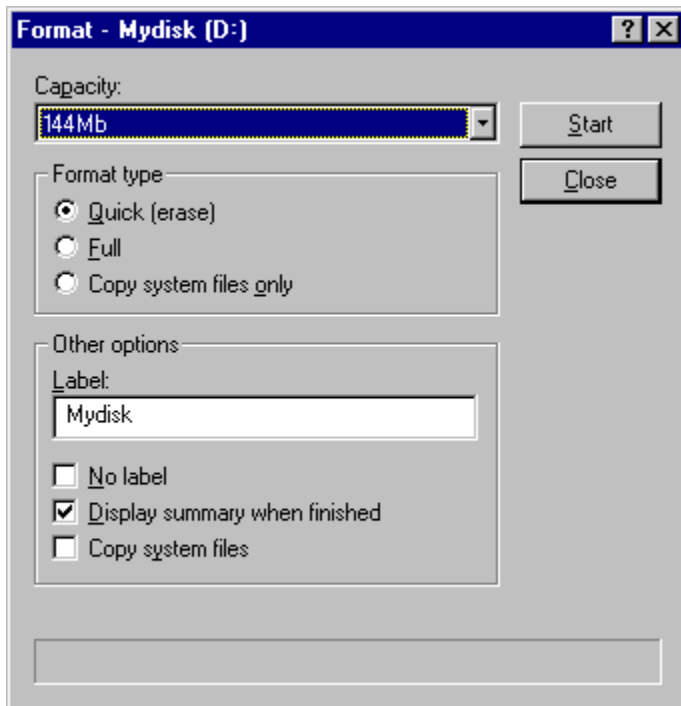 Format - Mydisk (D:)
Capacity:
144Mb
Start
Format type
Close
Quick (erase)
Full
Copy system files only
Other options
Label:
Mydisk
No label
Display summary when finished
Copy system files